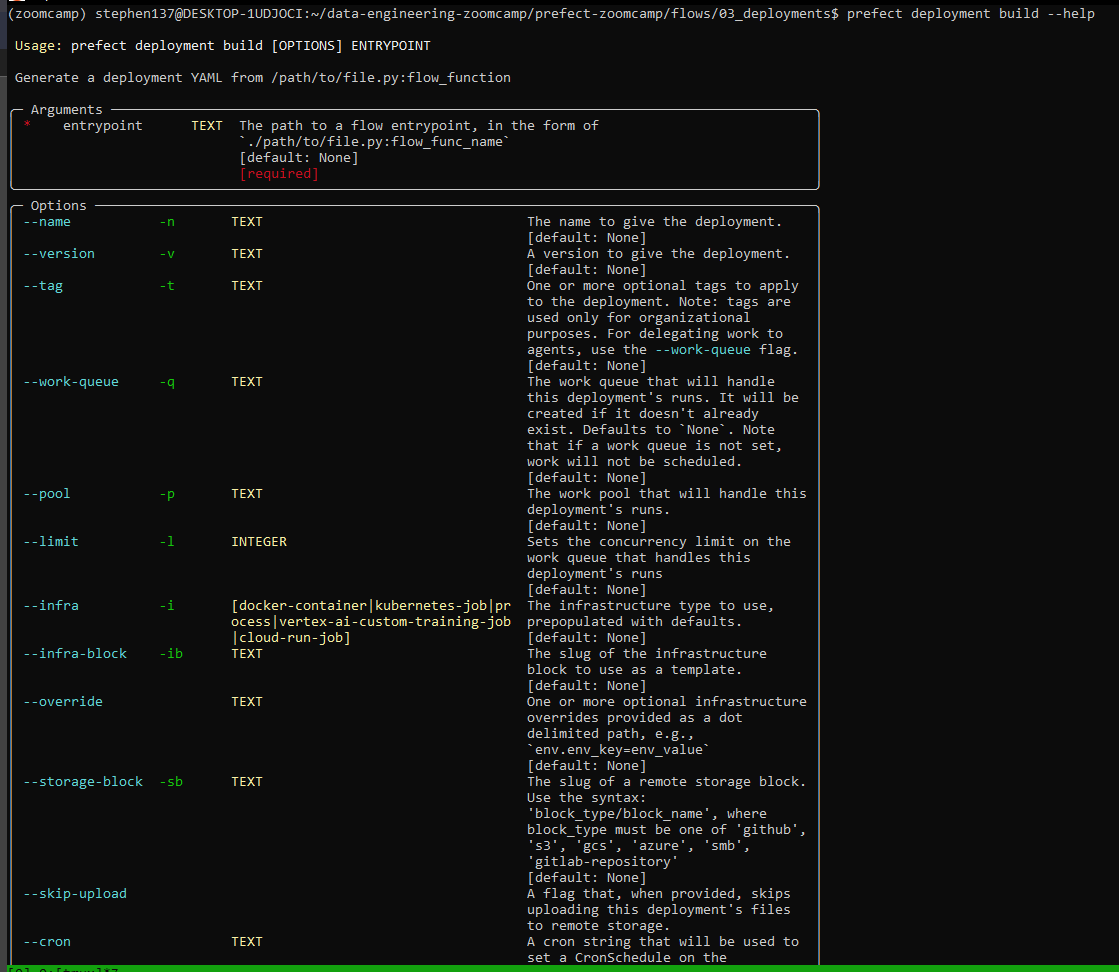 (zoomcamp) stephen137@DESKTOP-1UDJOCI:~/data-engineering-zoomcamp/prefect-zoomcamp/flows/03_deployments$ prefect deployment build --help
Usage: prefect deployment build [OPTIONS] ENTRYPOINT
Generate a deployment YAML from /path/to/file.py:flow_function
Arguments
* entrypoint TEXT The path to a flow entrypoint, in the form of
`./path/to/file.py:flow_func_name`
[default: None]
[required]
Options
--name -n TEXT The name to give the deployment.
[default: None]
--version -v TEXT A version to give the deployment.
[default: None]
--tag -t TEXT One or more optional tags to apply
to the deployment. Note: tags are
used only for organizational
purposes. For delegating work to
agents, use the --work-queue flag.
[default: None]
--work-queue -q TEXT The work queue that will handle
this deployment's runs. It will be
created if it doesn't already
exist. Defaults to `None`. Note
that if a work queue is not set,
work will not be scheduled.
[default: None]
--pool -p TEXT The work pool that will handle this
deployment's runs.
[default: None]
--limit -l INTEGER Sets the concurrency limit on the
work queue that handles this
deployment's runs
[default: None]
--infra -i [docker-container|kubernetes-job|pr The infrastructure type to use,
ocess|vertex-ai-custom-training-job prepopulated with defaults.
|cloud-run-job] [default: None]
--infra-block -ib TEXT The slug of the infrastructure
block to use as a template.
[default: None]
--override TEXT One or more optional infrastructure
overrides provided as a dot
delimited path, e.g.,
`env.env_key=env_value`
[default: None]
--storage-block -sb TEXT The slug of a remote storage block.
Use the syntax:
'block_type/block_name', where
block_type must be one of 'github',
's3', 'gcs', 'azure', 'smb',
'gitlab-repository'
[default: None]
--skip-upload A flag that, when provided, skips
uploading this deployment's files
to remote storage.
--cron TEXT A cron string that will be used to
set a CronSchedule on the